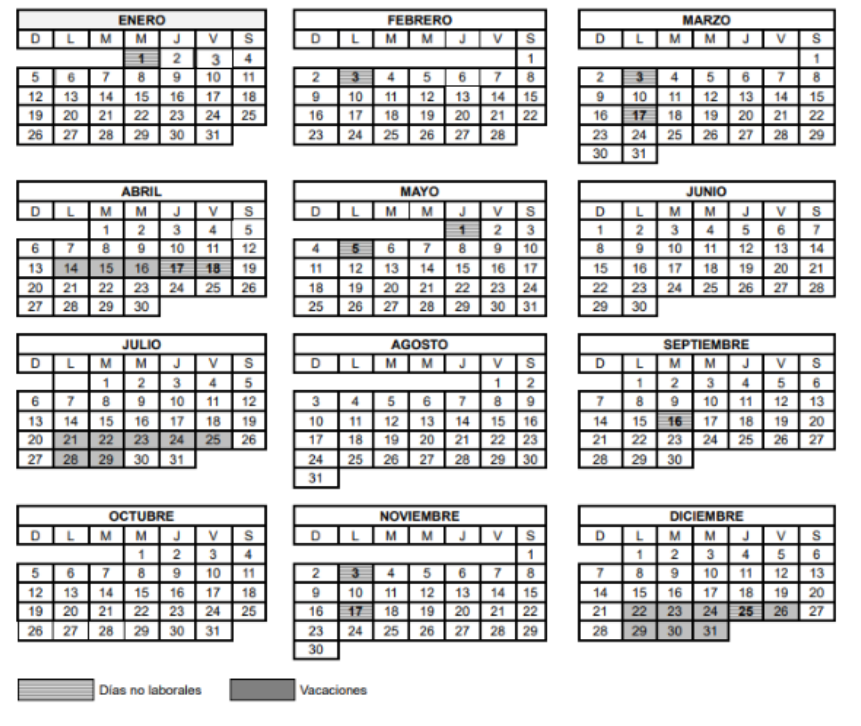 ENERO
D L M M J V S
1 2 3 4
5 6 7 8 9 10 11
12 13 14 15 16 17 18
19 20 21 22 23 24 25
26 27 28 29 30 31
FEBRERO
D L M M J V S
1
2 3 4 5 6 7 8
9 10 11 12 13 14 15
16 17 18 19 20 21 22
23 24 25 26 27 28
MARZO
D L M M J V S
1
2 3 4 5 6 7 8
9 10 11 12 13 14 15
16 17 18 19 20 21 22
23 24 25 26 27 28 29
30 31
ABRIL
D L M M J V S
1 2 3 4 5
6 7 8 9 10 11 12
13 14 15 16 17 18 19
20 21 22 23 24 25 26
27 28 29 30
MAYO
D L M M J V S
1 2 3
4 5 6 7 8 9 10
11 12 13 14 15 16 17
18 19 20 21 22 23 24
25 26 27 28 29 30 31
JUNIO
D L M M J V S
1 2 3 4 5 6 7
8 9 10 11 12 13 14
15 16 17 18 19 20 21
22 23 24 25 26 27 28
29 30
JULIO
D L M M J V S
1 2 3 4 5
6 7 8 9 10 11 12
13 14 15 16 17 18 19
20 21 22 23 24 25 26
27 28 29 30 31
AGOSTO
D L M M J V S
1 2
3 4 5 6 7 8 9
10 11 12 13 14 15 16
17 18 19 20 21 22 23
24 25 26 27 28 29 30
31
SEPTIEMBRE
D L M M J V S
1 2 3 4 5 6
7 8 9 10 11 12 13
14 15 16 17 18 19 20
21 22 23 24 25 26 27
28 29 30
OCTUBRE
D L M M J V S
1 2 3 4
5 6 7 8 9 10 11
12 13 14 15 16 17 18
19 20 21 22 23 24 25
26 27 28 29 30 31
NOVIEMBRE
D L M M J V S
1
2 3 4 5 6 7 8
9 10 11 12 13 14 15
16 17 18 19 20 21 22
23 24 25 26 27 28 29
30
DICIEMBRE
D L M M J V S
1 2 3 4 5 6
7 8 9 10 11 12 13
14 15 16 17 18 19 20
21 22 23 24 25 26 27
28 29 30 31
Días no laborales Vacaciones